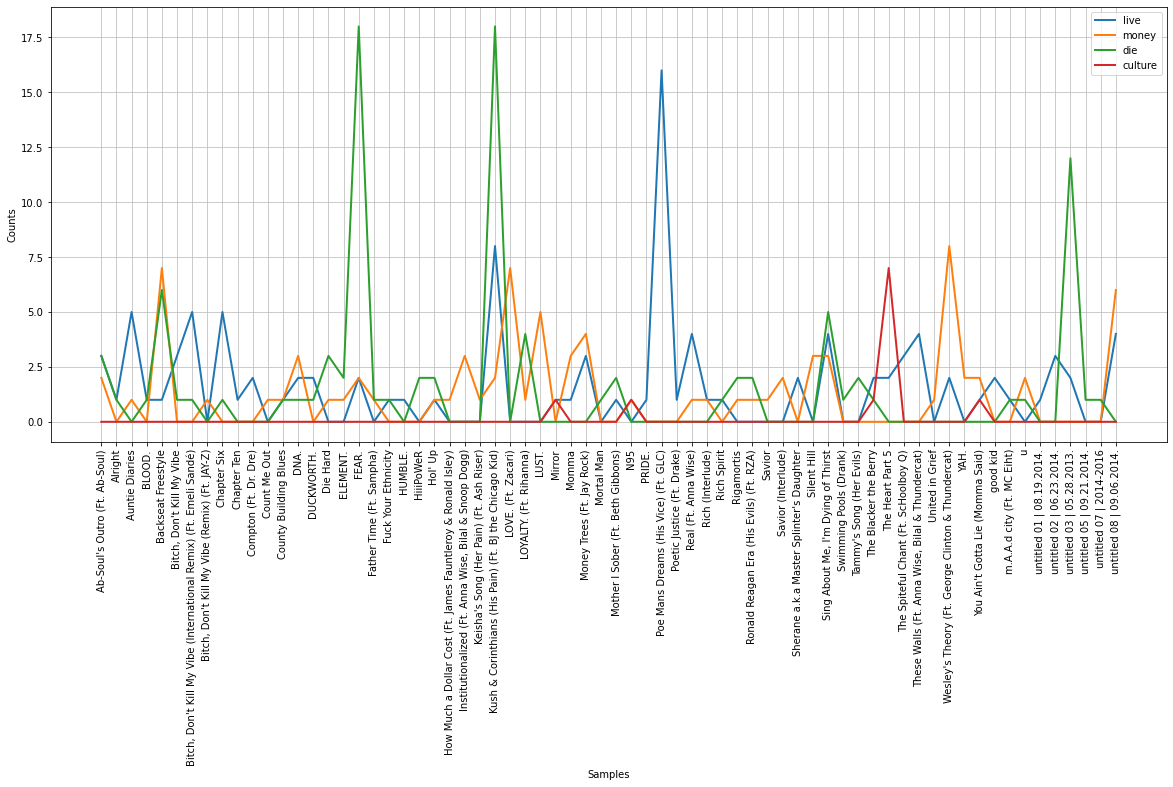 live
money
die
culture
17.5
15.0
12.5
10.0
7.5
5.0
2.5
0.0
Counts
Ab-Soul's Outro (Ft. Ab-Soul)
Alright
Auntie Diaries
BLOOD.
Backseat Freestyle
Bitch, Don't Kill My Vibe
Bitch, Don't Kill My Vibe (International Remix) (Ft. Emeli Sandé)
Bitch, Don't Kill My Vibe (Remix) (Ft. JAY-Z)
Chapter Six
Chapter Ten
Compton (Ft. Dr. Dre)
Count Me Out
County Building Blues
DNA.
DUCKWORTH.
Die Hard
ELEMENT.
FEAR.
Father Time (Ft. Sampha)
Fuck Your Ethnicity
HUMBLE.
HiiiPoWeR
Hol' Up
How Much a Dollar Cost (Ft. James Fauntleroy & Ronald Isley)
Institutionalized (Ft. Anna Wise, Bilal & Snoop Dogg)
Keisha's Song (Her Pain) (Ft. Ash Riser)
Kush & Corinthians (His Pain) (Ft. BJ the Chicago Kid)
LOVE. (Ft. Zacari)
LOYALTY. (Ft. Rihanna)
LUST.
Mirror
Momma
Money Trees (Ft. Jay Rock)
Mortal Man
Mother I Sober (Ft. Beth Gibbons)
N95
PRIDE.
Poe Mans Dreams (His Vice) (Ft. GLC)
Poetic Justice (Ft. Drake)
Real (Ft. Anna Wise)
Rich (Interlude)
Rich Spirit
Rigamortis
Ronald Reagan Era (His Evils) (Ft. RZA)
Savior
Savior (Interlude)
Sherane a.k.a Master Splinter's Daughter
Silent Hill
Sing About Me, I'm Dying of Thirst
Swimming Pools (Drank)
Tammy's Song (Her Evils)
The Blacker the Berry
The Heart Part 5
The Spiteful Chant (Ft. ScHoolboy Q)
These Walls (Ft. Anna Wise, Bilal & Thundercat)
United in Grief
Wesley's Theory (Ft. George Clinton & Thundercat)
YAH.
You Ain't Gotta Lie (Momma Said)
good kid
m.A.A.d city (Ft. MC Eiht)
u
untitled 01 | 08.19.2014.
untitled 02 | 06.23.2014.
untitled 03 | 05.28.2013.
untitled 05 | 09.21.2014.
untitled 07 | 2014-2016
untitled 08 | 09.06.2014.
Samples